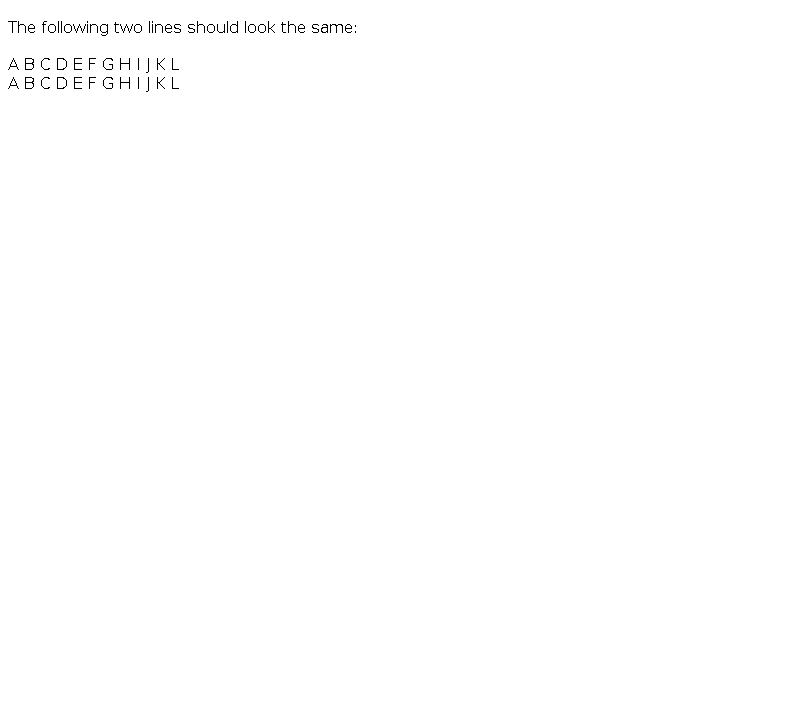 The following two lines should look the same:
A B C D E F G H I J K L
A B C D E F G H I J K L